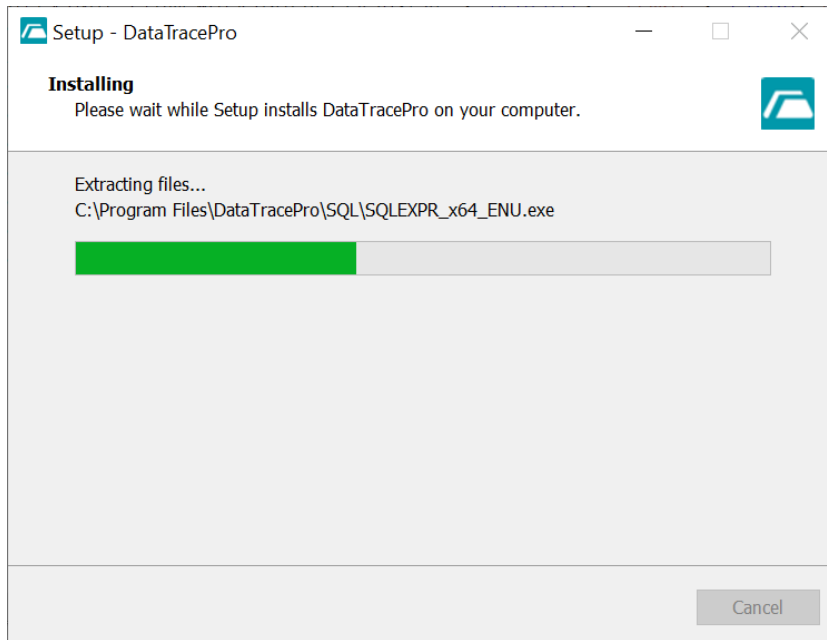 Setup - DataTracePro
Installing
Please wait while Setup installs DataTracePro on your computer.
Extracting files...
C:\Program Files\DataTracePro\SQL\SQLEXPR_x64_ENU.exe
Cancel